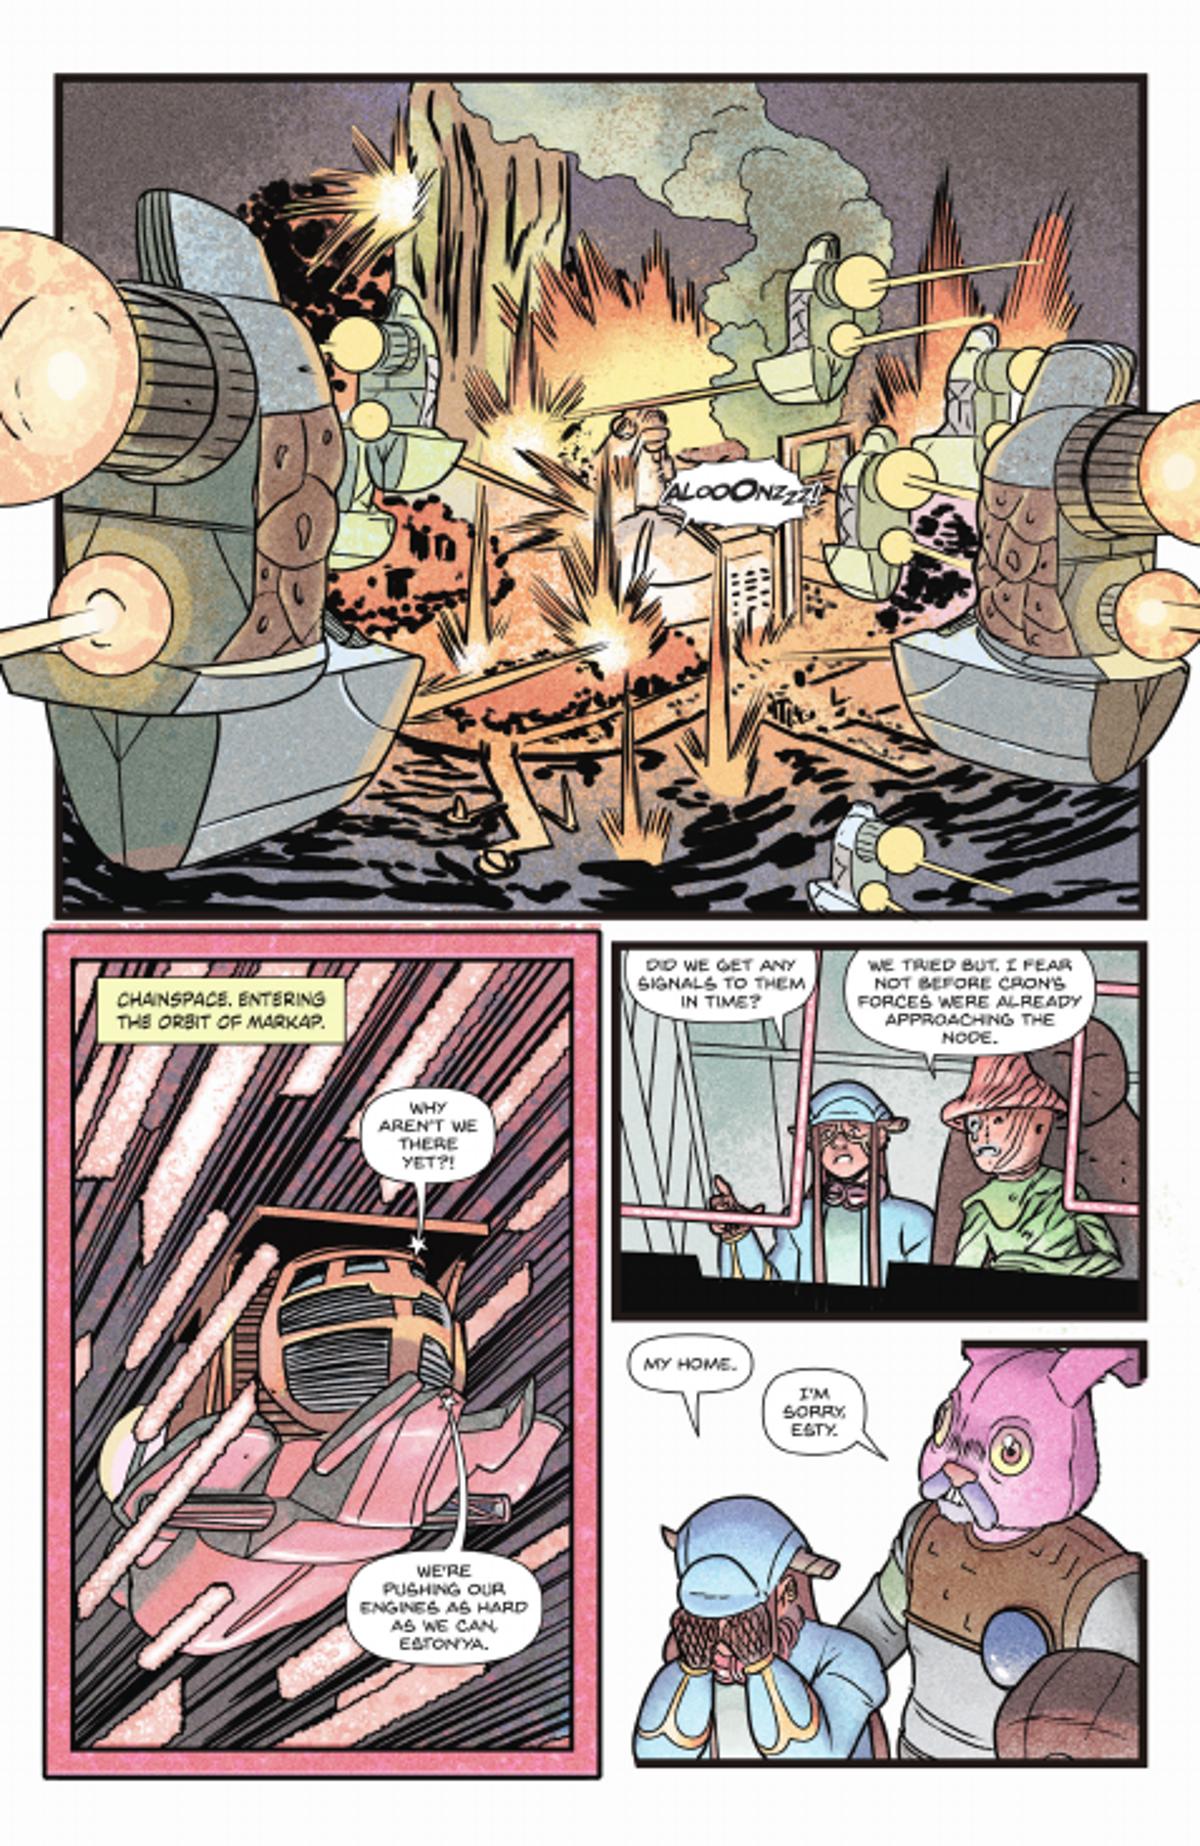 ALOOONZZZ!
CHAINSPACE. ENTERING
THE ORBIT OF MARKAP.
WHY
AREN'T WE
THERE
YET?!
WE'RE
PUSHING OUR
ENGINES AS HARD
AS WE CAN,
ESTONYA.
DID WE GET ANY
SIGNALS TO THEM
IN TIME?
WE TRIED BUT, I FEAR
NOT BEFORE CRON'S
FORCES WERE ALREADY
APPROACHING THE
NODE.
MY HOME.
I'M
SORRY,
ESTY.